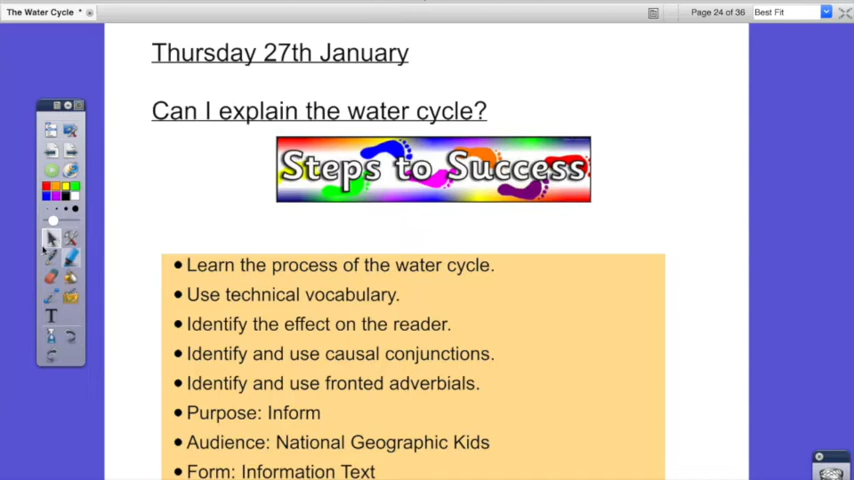 The Water Cycle *
Page 24 of 36
Best Fit
Thursday 27th January
Can I explain the water cycle?
Steps to Success
• Learn the process of the water cycle.
• Use technical vocabulary.
• Identify the effect on the reader.
• Identify and use causal conjunctions.
• Identify and use fronted adverbials.
• Purpose: Inform
• Audience: National Geographic Kids
• Form: Information Text
T